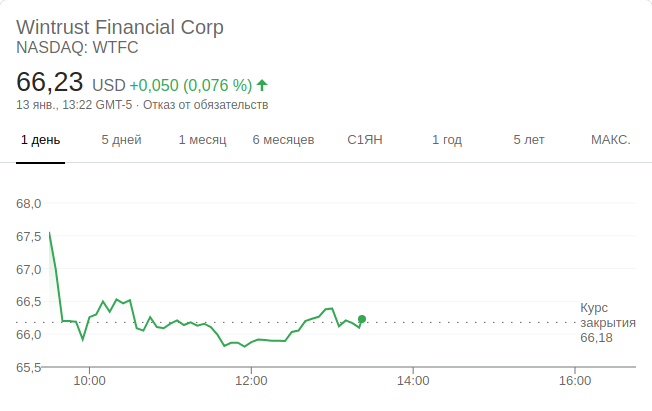 Wintrust Financial Corp
NASDAQ: WTFC
66,23 USD +0,050 (0,076 %)
13 янв., 13:22 GMT-5 · Отказ от обязательств
1 день 5 дней 1 месяц 6 месяцев С1ЯН 1 год 5 лет МАКС.
68,0
67,5
67,0
66,5
66,0
65,5
Курс
закрытия
66,18
10:00 12:00 14:00 16:00